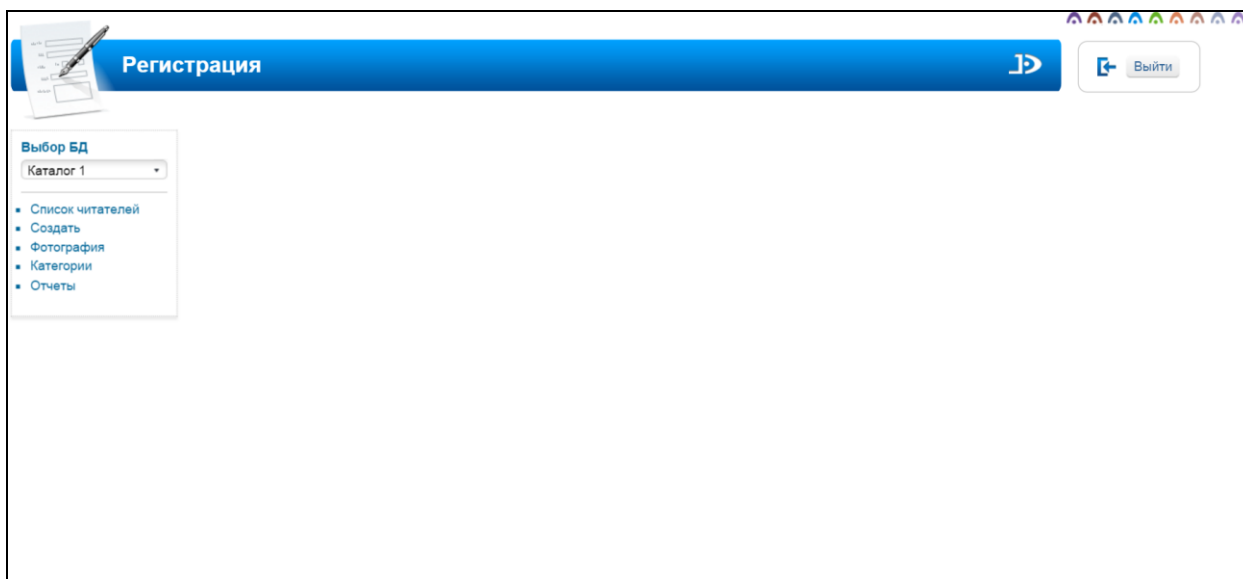 Регистрация
Выйти
Выбор БД
Каталог 1
Список читателей
Создать
Фотография
Категории
Отчеты